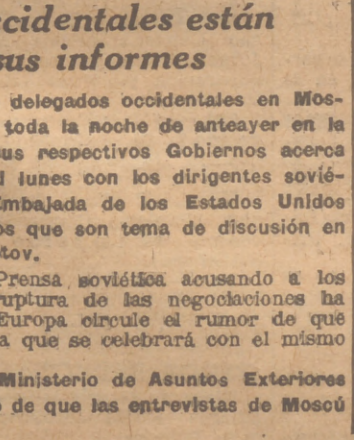 ccidentales están
sus informes
delegados occidentales en Mos-
toda la noche de anteayer en la
sus respectivos Gobiernos acerca
l lunes con los dirigentes sovié-
Embajada de los Estados Unidos
os que son tema de discusión en
tov.
Prensa soviética acusando a los
ruptura de las negociaciones ha
Europa circule el rumor de que
a que se celebrará con el mismo
Ministerio de Asuntos Exteriores
o de que las entrevistas de Moscú